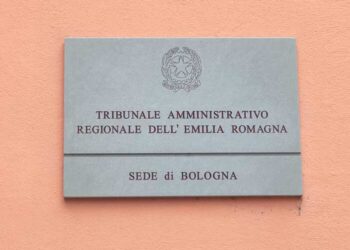 TRIBUNALE AMMINISTRATIVO
REGIONALE DELL' EMILIA ROMAGNA
SEDE di BOLOGNA